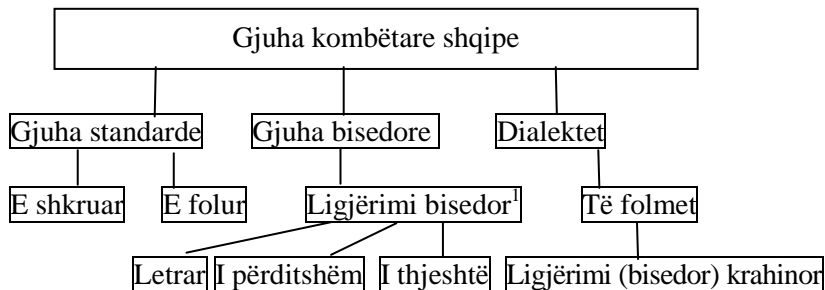 Gjuha kombëtare shqipe
Gjuha standarde Gjuha bisedore Dialektet
E shkruar E folur Ligjërimi bisedor¹ Të folmet
Letrar I përditshëm I thjeshtë Ligjërimi (bisedor) krahinor